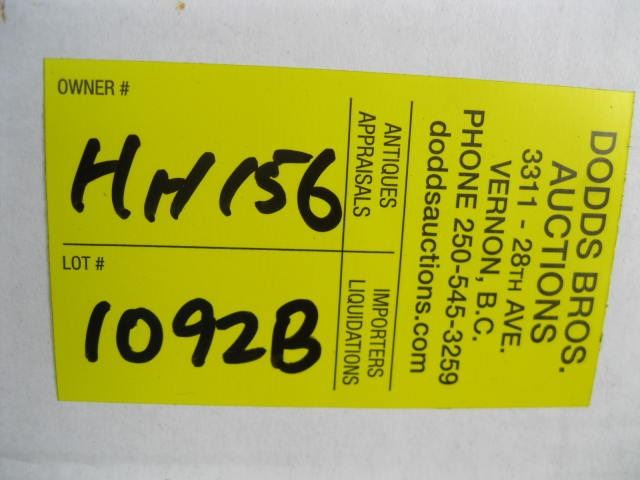 DODDS BROS.
AUCTIONS
3311 - 28TH AVE.
VERNON, B.C.
PHONE 250-545-3259
doddsauctions.com
ANTIQUES
APPRAISALS
IMPORTERS
LIQUIDATIONS
OWNER #
HH156
LOT #
1092B